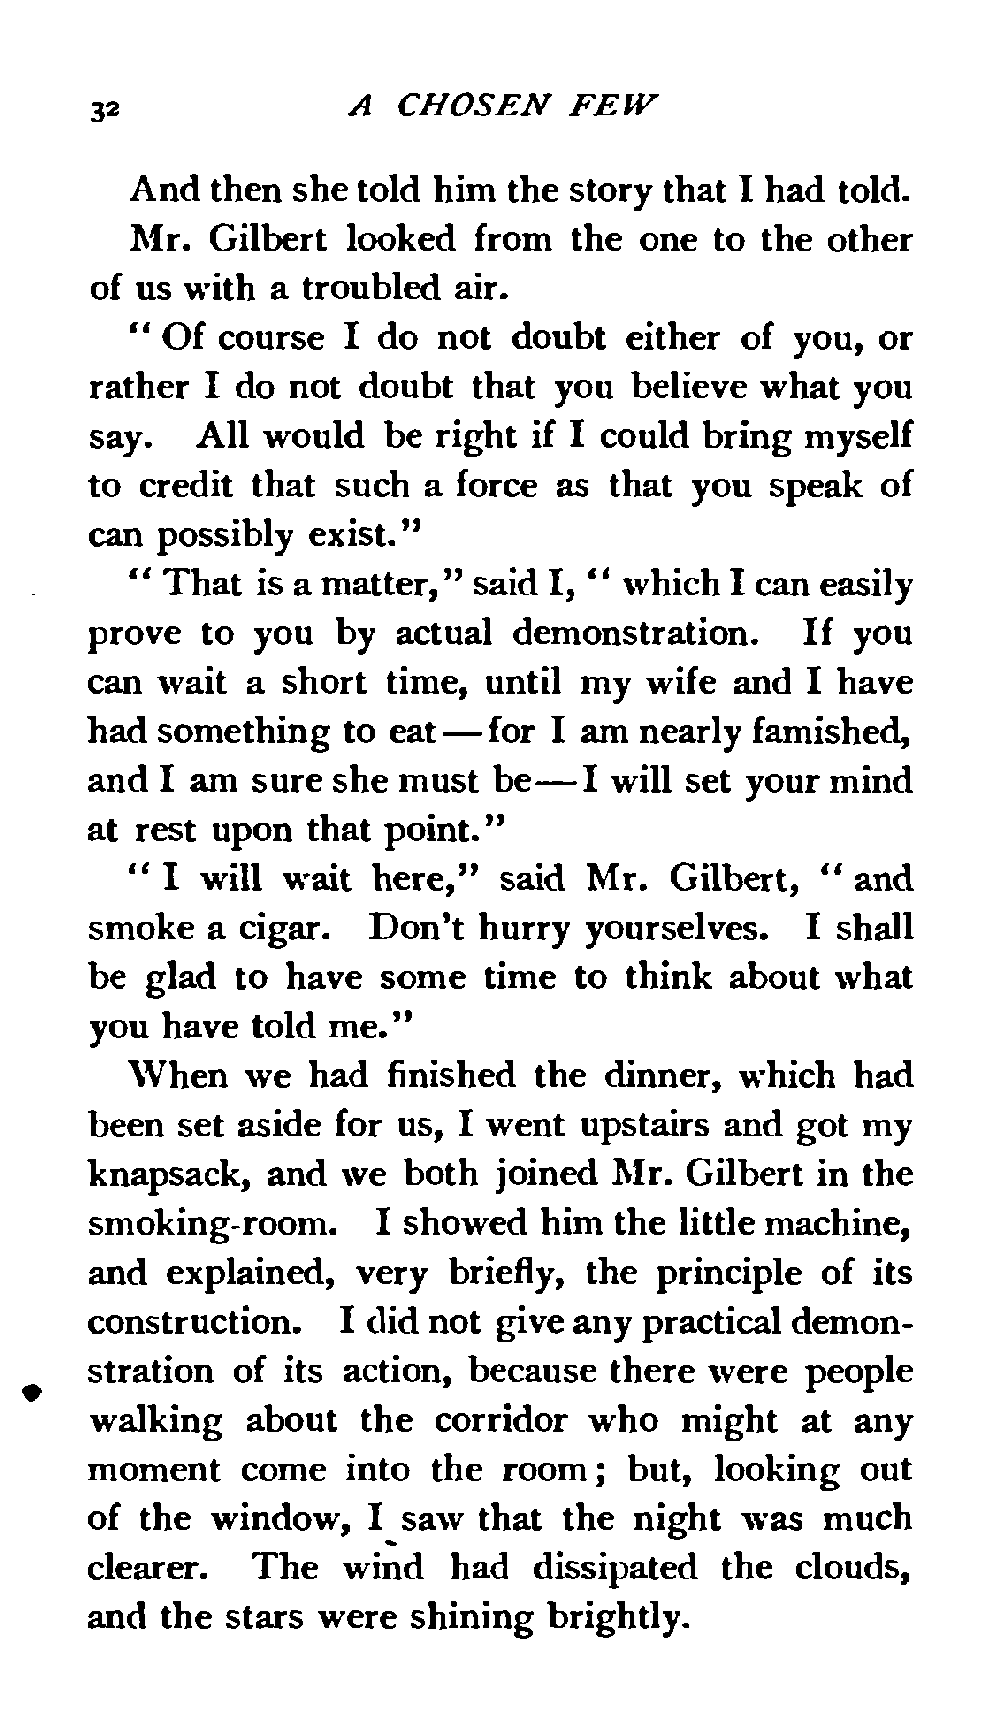 32 A CHOSEN FEW
And then she told him the story that I had told.
Mr. Gilbert looked from the one to the other
of us with a troubled air.
" Of course I do not doubt either of you, or
rather I do not doubt that you believe what you
say. All would be right if I could bring myself
to credit that such a force as that you speak of
can possibly exist."
" That is a matter," said I, " which I can easily
prove to you by actual demonstration. If you
can wait a short time, until my wife and I have
had something to eat—for I am nearly famished,
and I am sure she must be—I will set your mind
at rest upon that point."
" I will wait here," said Mr. Gilbert, " and
smoke a cigar. Don't hurry yourselves. I shall
be glad to have some time to think about what
you have told me."
When we had finished the dinner, which had
been set aside for us, I went upstairs and got my
knapsack, and we both joined Mr. Gilbert in the
smoking-room. I showed him the little machine,
and explained, very briefly, the principle of its
construction. I did not give any practical demon-
stration of its action, because there were people
walking about the corridor who might at any
moment come into the room; but, looking out
of the window, I saw that the night was much
clearer. The wind had dissipated the clouds,
and the stars were shining brightly.